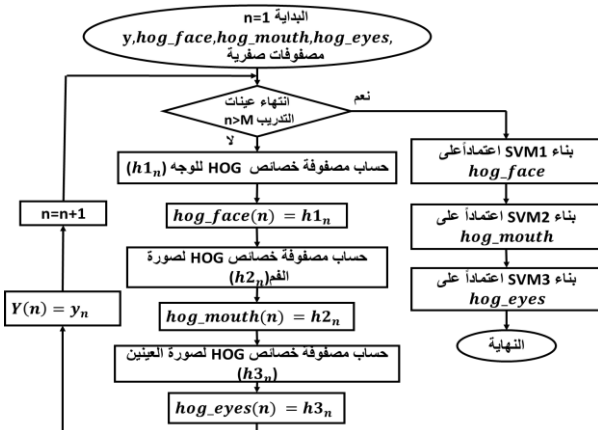 البداية n=1
y,hog_face,hog_mouth,hog_eyes,
مصفوفات صفرية
انتهاء عينات
التدريب n>M
نعم
لا
حساب مصفوفة خصائص HOG للوجه (h1ₙ)
hog_face(n) = h1ₙ
حساب مصفوفة خصائص HOG لصورة
الفم(h2ₙ)
hog_mouth(n) = h2ₙ
حساب مصفوفة خصائص HOG لصورة العينين
(h3ₙ)
hog_eyes(n) = h3ₙ
Y(n) = yₙ
n=n+1
بناء SVM1 اعتماداًعلى
hog_face
بناء SVM2 اعتماداً على
hog_mouth
بناء SVM3 اعتماداً على
hog_eyes
النهاية